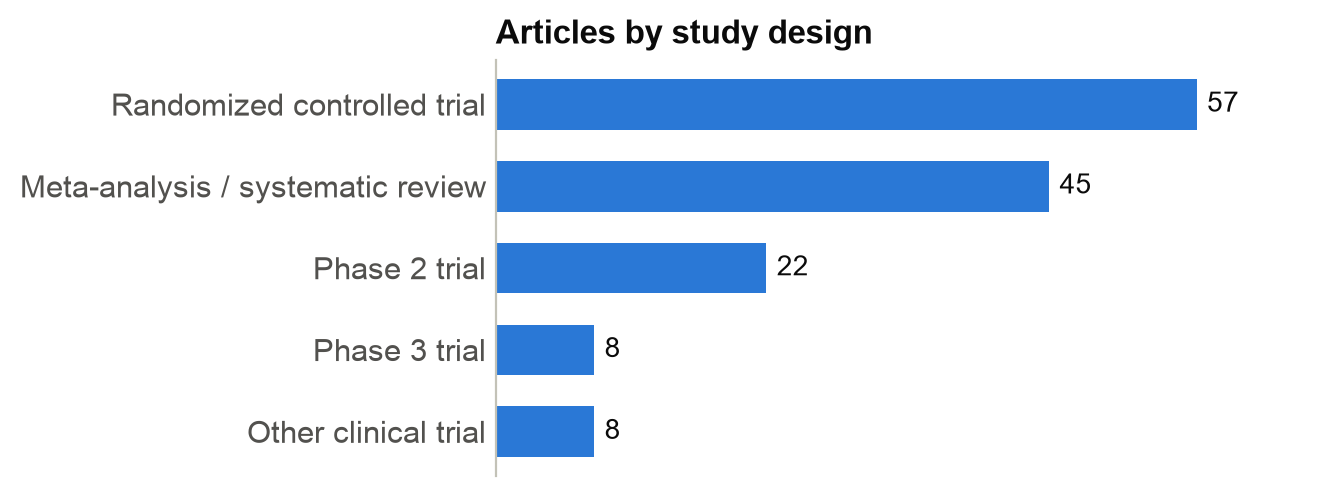 Articles by study design
Randomized controlled trial 57
Meta-analysis / systematic review 45
Phase 2 trial 22
Phase 3 trial 8
Other clinical trial 8